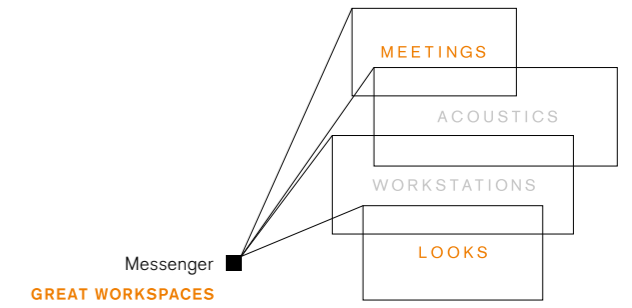 MEETINGS
ACOUSTICS
WORKSTATIONS
LOOKS
Messenger
GREAT WORKSPACES